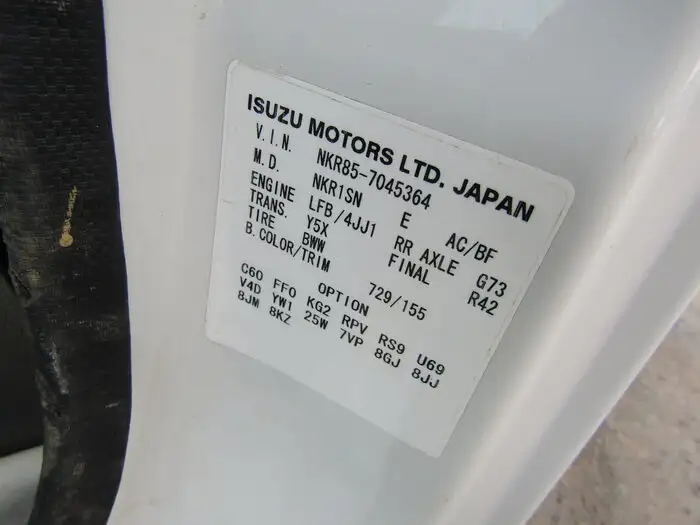 ISUZU MOTORS LTD. JAPAN
V.I.N. NKR85-7045364
M.D. NKR1SN E AC/BF
ENGINE LFB/4JJ1 RR AXLE G73
TRANS. Y5X FINAL R42
TIRE BWW
B.COLOR/TRIM 729/155
OPTION
C60 FF0 KG2 RPV RS9 U69
V4D YW1 25W 7VP 8GJ 8JJ
8JM 8KZ